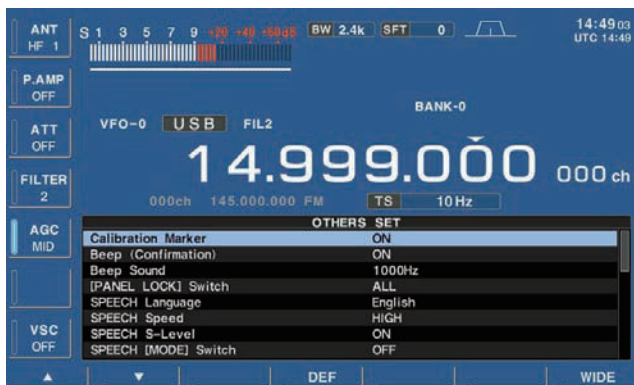 ANT
HF 1
S 1 3 5 7 9 +20 +40 +60dB
BW 2.4k SFT 0
14:49 03
UTC 14:49
P.AMP
OFF
BANK-0
VFO-0 USB FIL2
ATT
OFF
14.999.000 000 ch
FILTER
2
000ch 145.000.000 FM TS 10Hz
OTHERS SET
AGC
MID
Calibration Marker ON
Beep (Confirmation) ON
Beep Sound 1000Hz
[PANEL LOCK] Switch ALL
SPEECH Language English
SPEECH Speed HIGH
SPEECH S-Level ON
SPEECH [MODE] Switch OFF
VSC
OFF
▲ ▼ DEF WIDE